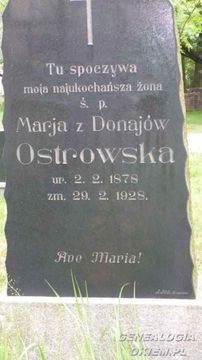 Tu spoczywa
moja najukochańsza żona
ś. p.
Marja z Donajów
Ostrowska
ur. 2. 2. 1878
zm. 29. 2. 1928.
Ave Maria!
GENEALOGIA
OKIEM.PL